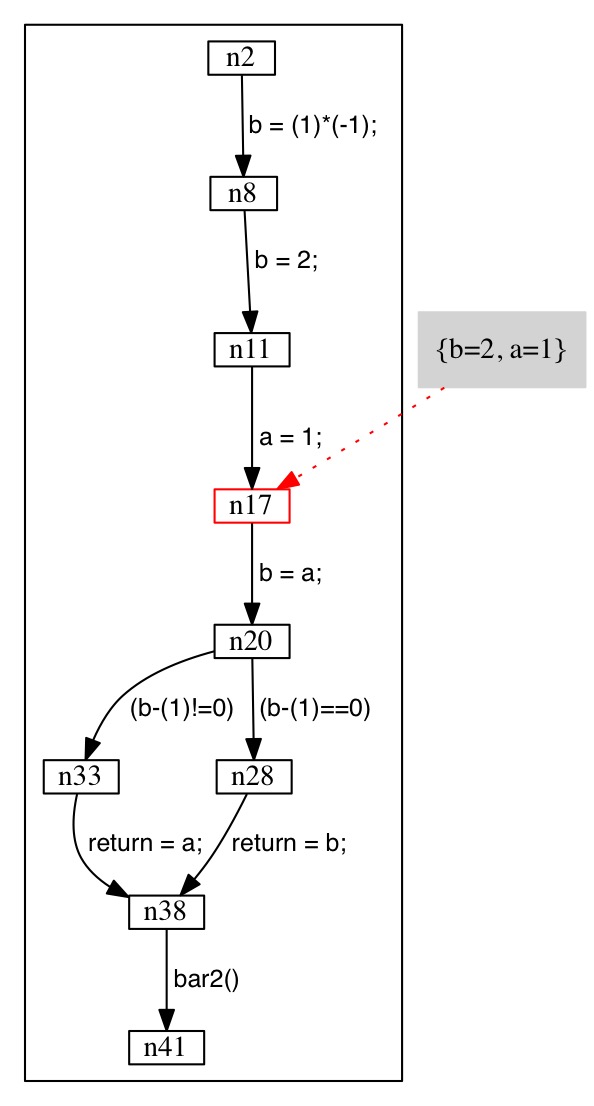 n2
b = (1)*(-1);
n8
b = 2;
n11
{b=2, a=1}
a = 1;
n17
b = a;
n20
(b-(1)!=0)
(b-(1)==0)
n33
n28
return = a;
return = b;
n38
bar2()
n41